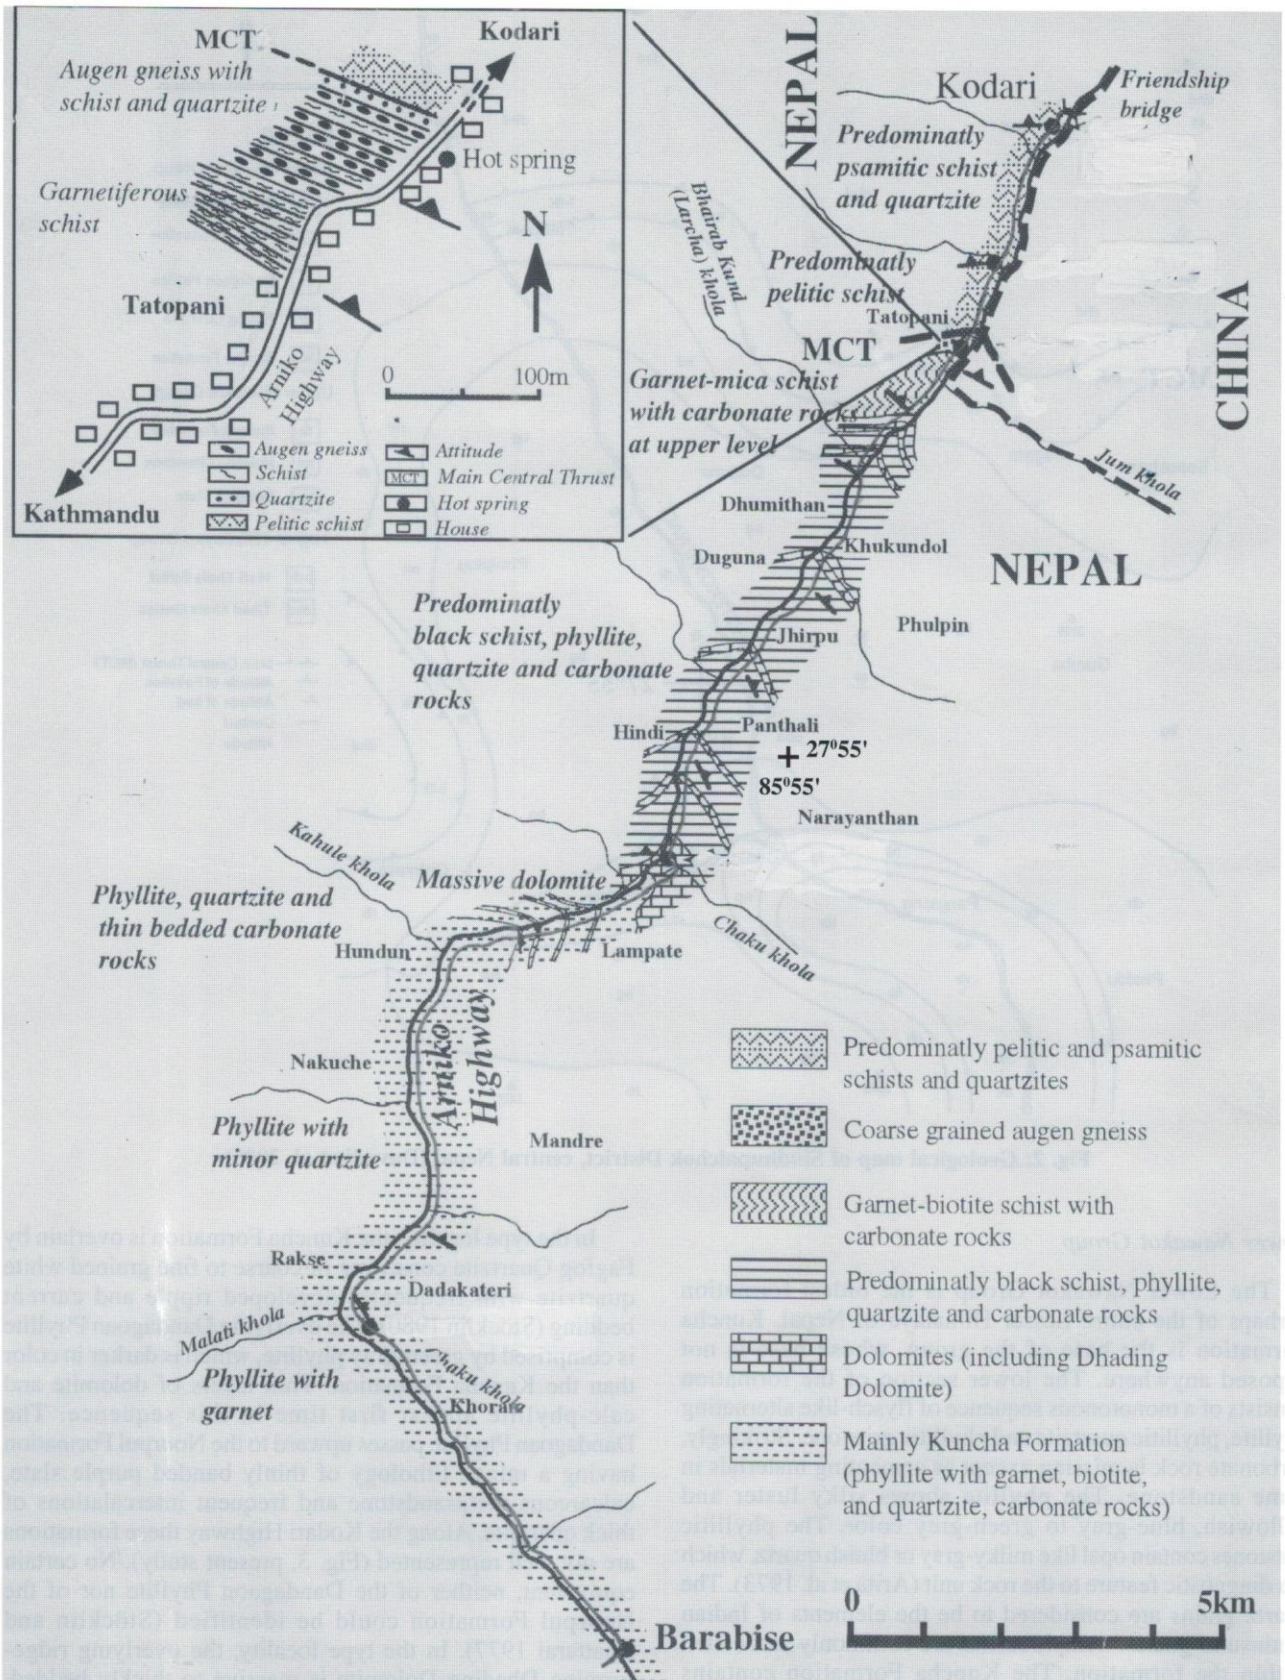 MCT
Kodari
Augen gneiss with
schist and quartzite
Hot spring
Garnetiferous
schist
N
Tatopani
Arniko
Highway
0 100m
Kathmandu
Augen gneiss
Schist
Quartzite
Pelitic schist
Attitude
MCT Main Central Thrust
Hot spring
House
NEPAL
Kodari
Friendship
bridge
Predominatly
psamitic schist
and quartzite
Bhairab Kund
(Larcha) khola
Predominatly
pelitic schist
Tatopani
CHINA
MCT
Garnet-mica schist
with carbonate rocks
at upper level
Jum khola
Dhumithan
Duguna
Khukundol
NEPAL
Predominatly
black schist, phyllite,
quartzite and carbonate
rocks
Phulpin
Jhirpu
Hindi
Panthali
27°55'
85°55'
Narayanthan
Kahule khola
Massive dolomite
Phyllite, quartzite and
thin bedded carbonate
rocks
Hundun
Lampate
Chaku khola
Arniko
Highway
Nakuche
Phyllite with
minor quartzite
Mandre
Rakse
Dadakateri
Malati khola
Phyllite with
garnet
haku khola
Khorare
Barabise
Predominatly pelitic and psamitic
schists and quartzites
Coarse grained augen gneiss
Garnet-biotite schist with
carbonate rocks
Predominatly black schist, phyllite,
quartzite and carbonate rocks
Dolomites (including Dhading
Dolomite)
Mainly Kuncha Formation
(phyllite with garnet, biotite,
and quartzite, carbonate rocks)
0 5km